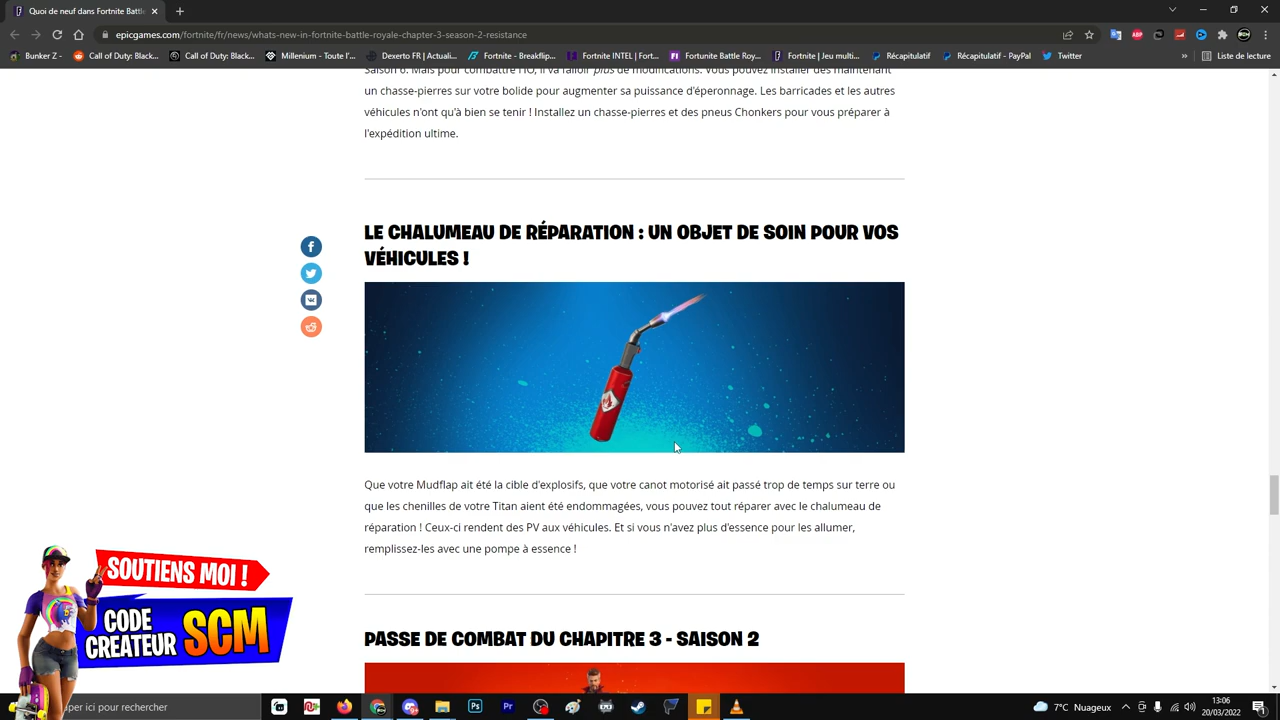 Quoi de neuf dans Fortnite Battle
epicgames.com/fortnite/fr/news/whats-new-in-fortnite-battle-royale-chapter-3-season-2-resistance
Bunker Z -
Call of Duty: Black...
Call of Duty: Black...
Millenium - Toute l'...
Dexerto FR | Actuali...
Fortnite - Breakflip...
Fortnite INTEL | Fort...
Fortunite Battle Roy...
Fortnite | Jeu multi...
Récapitulatif
Récapitulatif - PayPal
Twitter
»
Liste de lecture
Saison 6. Mais pour combattre l'IO, il va falloir plus de modifications. Vous pouvez installer dès maintenant
un chasse-pierres sur votre bolide pour augmenter sa puissance d'éperonnage. Les barricades et les autres
véhicules n'ont qu'à bien se tenir ! Installez un chasse-pierres et des pneus Chonkers pour vous préparer à
l'expédition ultime.
LE CHALUMEAU DE RÉPARATION : UN OBJET DE SOIN POUR VOS
VÉHICULES !
Que votre Mudflap ait été la cible d'explosifs, que votre canot motorisé ait passé trop de temps sur terre ou
que les chenilles de votre Titan aient été endommagées, vous pouvez tout réparer avec le chalumeau de
réparation ! Ceux-ci rendent des PV aux véhicules. Et si vous n'avez plus d'essence pour les allumer,
remplissez-les avec une pompe à essence !
SOUTIENS MOI !
CODE
CREATEUR SCM
PASSE DE COMBAT DU CHAPITRE 3 - SAISON 2
aper ici pour rechercher
7°C Nuageux
13:06
20/03/2022